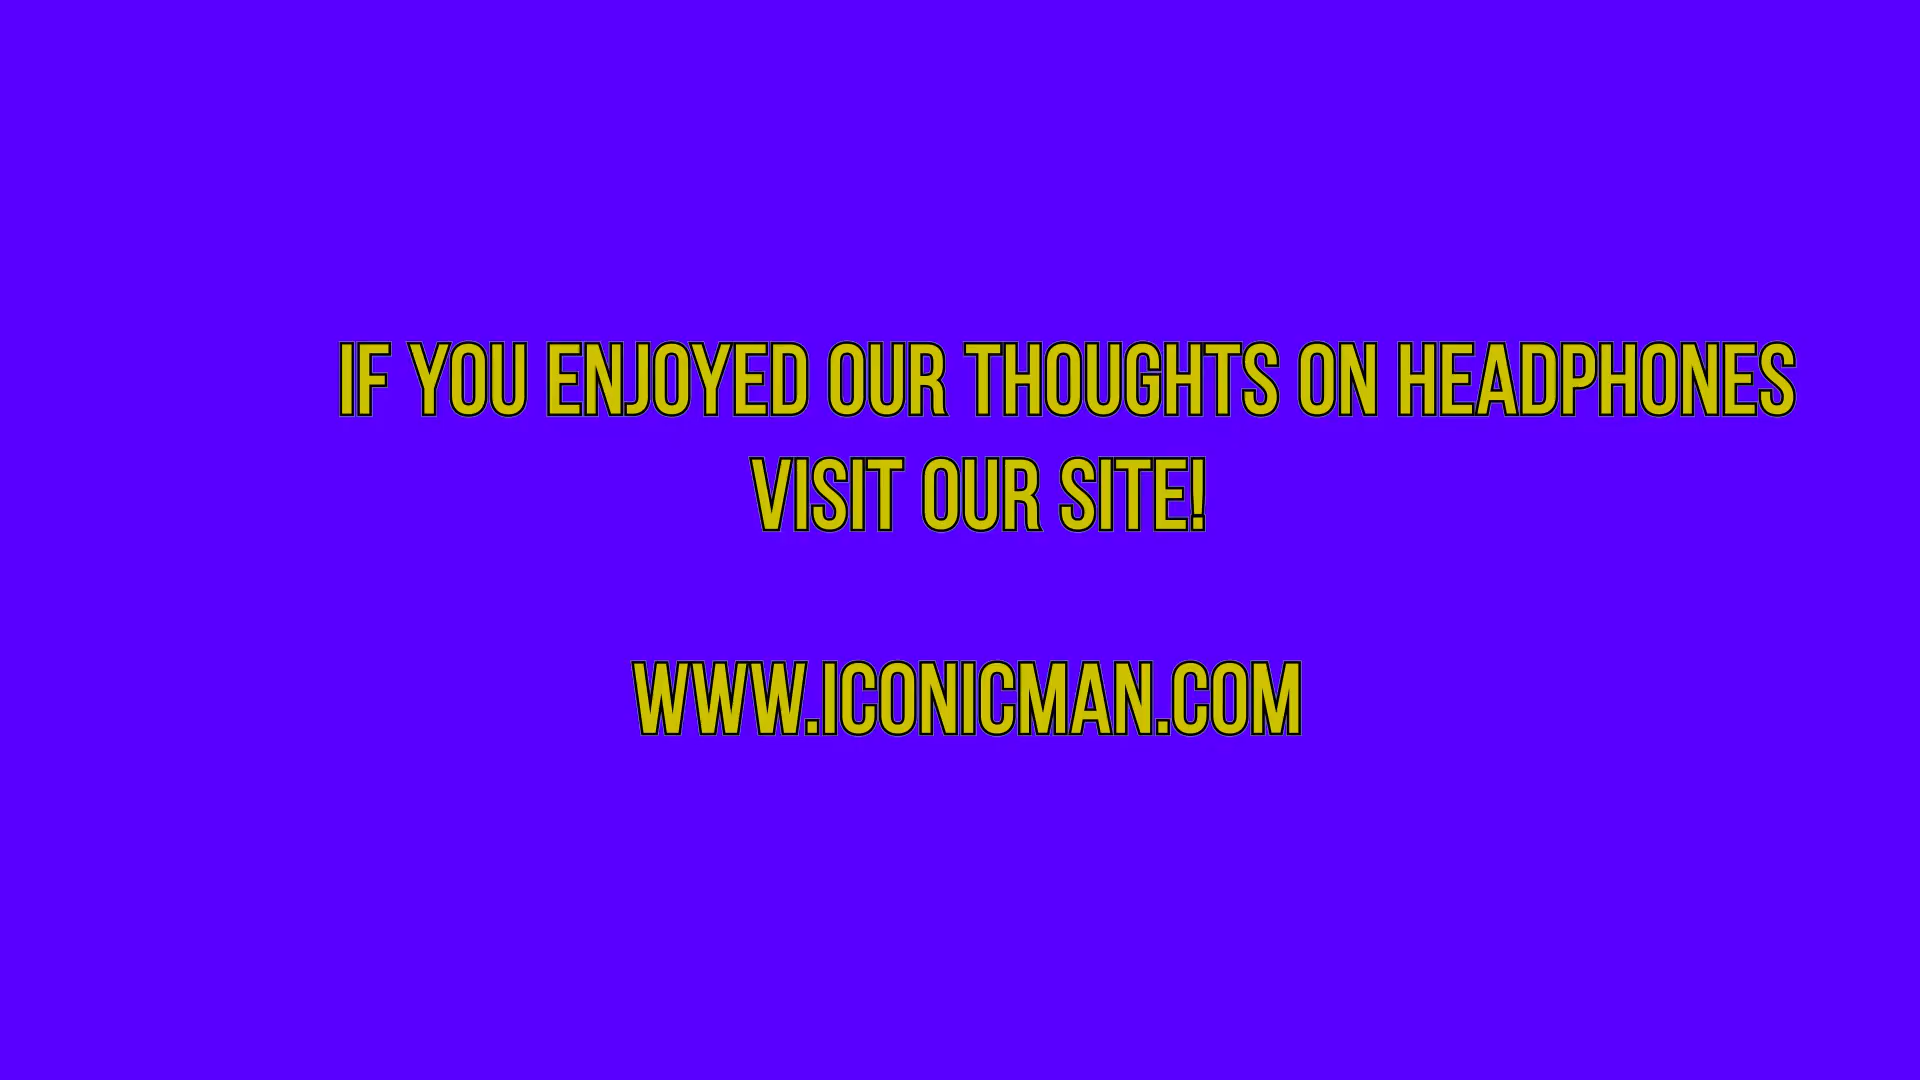 IF YOU ENJOYED OUR THOUGHTS ON HEADPHONES
VISIT OUR SITE!
WWW.ICONICMAN.COM